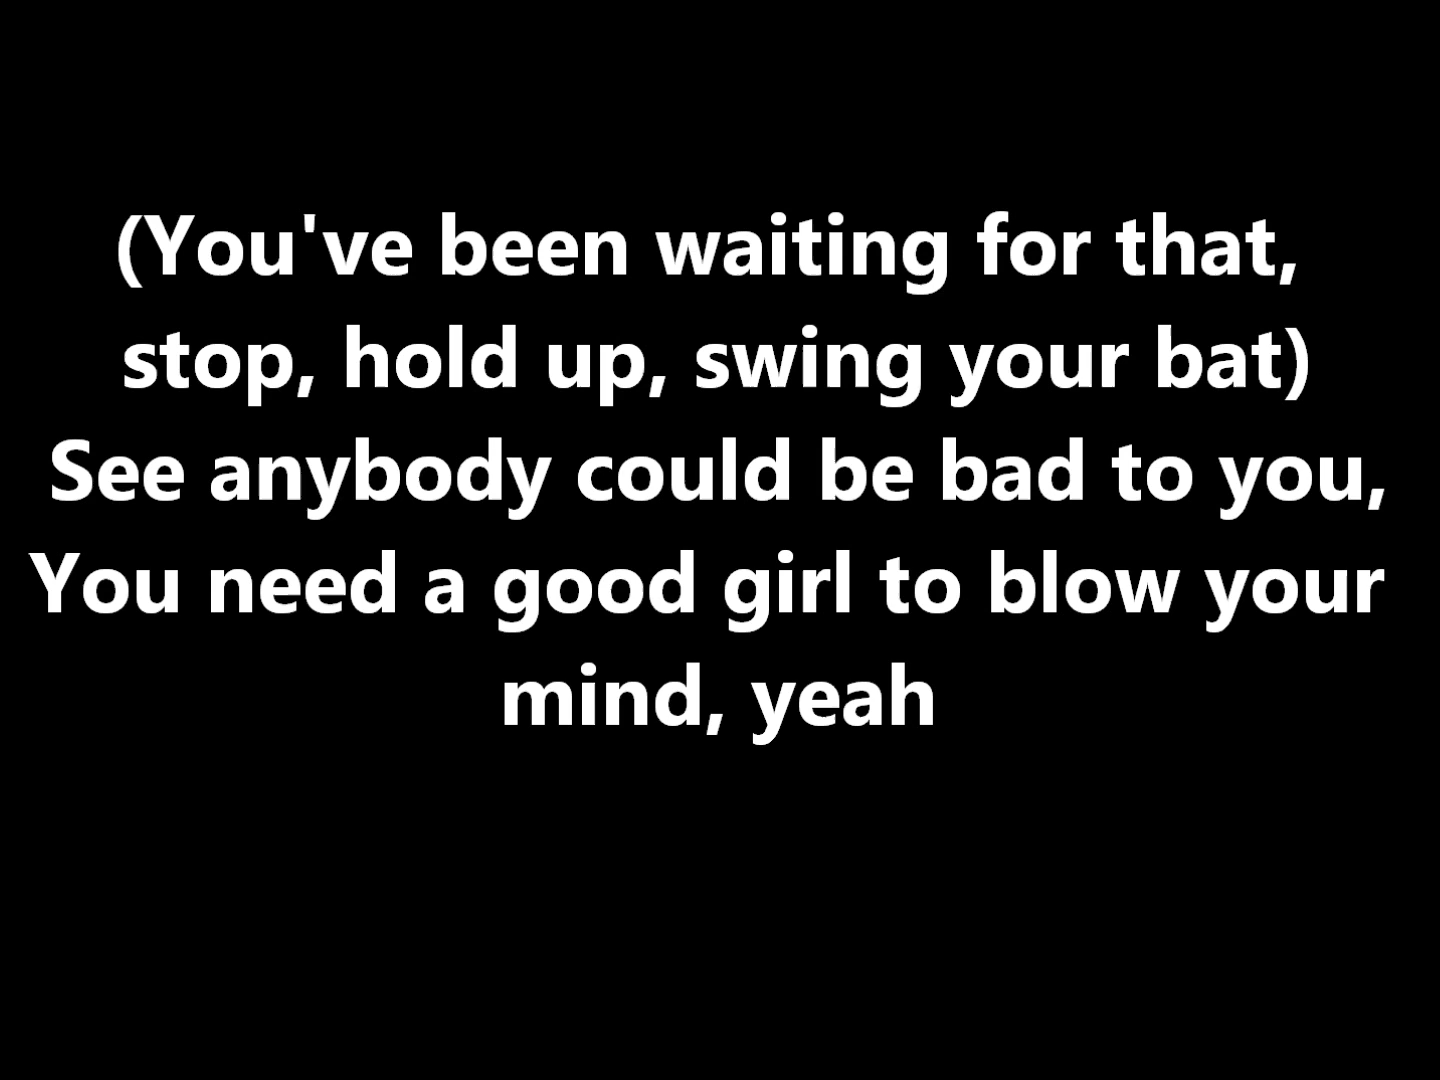 (You've been waiting for that,
stop, hold up, swing your bat)
See anybody could be bad to you,
You need a good girl to blow your
mind, yeah